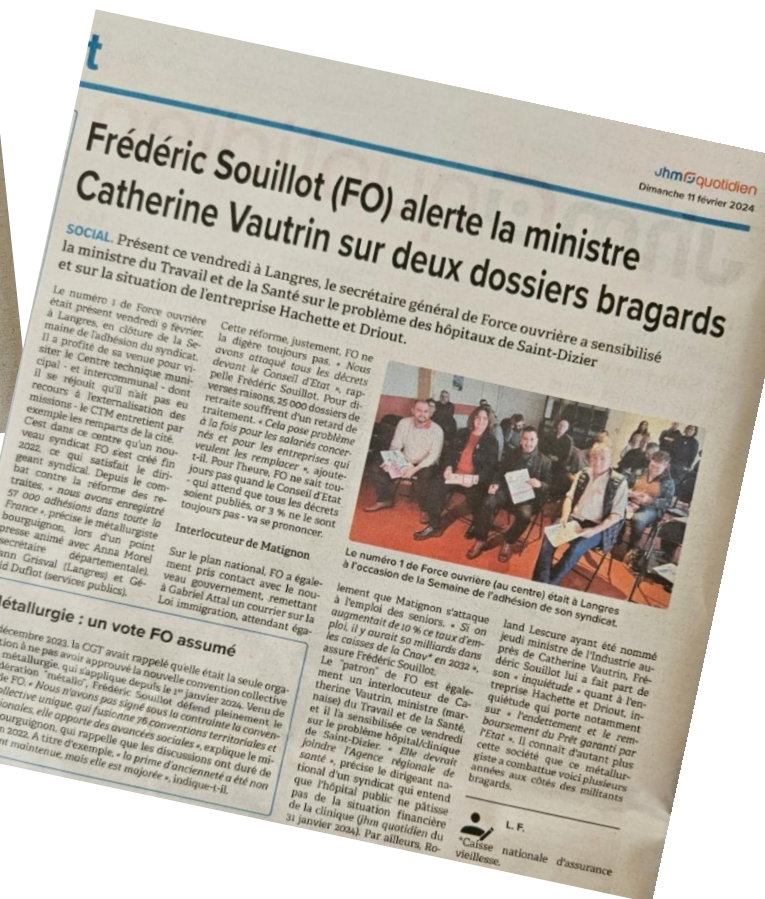 t
Jhm quotidien
Dimanche 11 février 2024
Frédéric Souillot (FO) alerte la ministre
Catherine Vautrin sur deux dossiers bragards
SOCIAL. Présent ce vendredi à Langres, le secrétaire général de Force ouvrière a sensibilisé
la ministre du Travail et de la Santé sur le problème des hôpitaux de Saint-Dizier
et sur la situation de l'entreprise Hachette et Driout.
Le numéro 1 de Force ouvrière
était présent vendredi 9 février,
à Langres, en clôture de la Se-
maine de l'adhésion du syndicat.
Il a profité de sa venue pour vi-
siter le Centre technique muni-
cipal - et intercommunal - dont
il se réjouit qu'il n'ait pas eu
recours à l'externalisation des
missions - le CTM entretient par
exemple les remparts de la cité.
C'est dans ce centre qu'un nou-
veau syndicat FO s'est créé fin
2022, ce qui satisfait le diri-
geant syndical. Depuis le com-
bat contre la réforme des re-
traites, « nous avons enregistré
57 000 adhésions dans toute la
France », précise le métallurgiste
bourguignon, lors d'un point
presse animé avec Anna Morel
secrétaire départementale),
ann Grisval (Langres) et Gé-
d Duflot (services publics).
Cette réforme, justement, FO ne
la digère toujours pas. « Nous
avons attaqué tous les décrets
devant le Conseil d'Etat », rap-
pelle Frédéric Souillot. Pour di-
verses raisons, 25 000 dossiers de
retraite souffrent d'un retard de
traitement. « Cela pose problème
à la fois pour les salariés concer-
nés et pour les entreprises qui
veulent les remplacer », ajoute-
t-il. Pour l'heure, FO ne sait tou-
jours pas quand le Conseil d'Etat
- qui attend que tous les décrets
soient publiés, or 3 % ne le sont
toujours pas - va se prononcer.
Interlocuteur de Matignon
Sur le plan national, FO a égale-
ment pris contact avec le nou-
veau gouvernement, remettant
à Gabriel Attal un courrier sur la
Loi immigration, attendant éga-
Le numéro 1 de Force ouvrière (au centre) était à Langres
à l'occasion de la Semaine de l'adhésion de son syndicat.
lement que Matignon s'attaque
à l'emploi des seniors. « Si on
augmentait de 10 % ce taux d'em-
ploi, il y aurait 50 milliards dans
les caisses de la Cnav* en 2022 »,
assure Frédéric Souillot.
Le "patron" de FO est égale-
ment un interlocuteur de Ca-
therine Vautrin, ministre (mar-
naise) du Travail et de la Santé,
et il l'a sensibilisée ce vendredi
sur le problème hôpital/clinique
de Saint-Dizier. « Elle devrait
joindre l'Agence régionale de
santé », précise le dirigeant na-
tional d'un syndicat qui entend
que l'hôpital public ne pâtisse
pas de la situation financière
de la clinique (jhm quotidien du
31 janvier 2024). Par ailleurs, Ro-
land Lescure ayant été nommé
jeudi ministre de l'Industrie au-
près de Catherine Vautrin, Fré-
déric Souillot lui a fait part de
son « inquiétude » quant à l'en-
treprise Hachette et Driout, in-
quiétude qui porte notamment
sur « l'endettement et le rem-
boursement du Prêt garanti par
l'Etat ». Il connaît d'autant plus
cette société que ce métallur-
giste a combattu voici plusieurs
années aux côtés des militants
bragards.
L. F.
*Caisse nationale d'assurance
vieillesse.
Métallurgie : un vote FO assumé
décembre 2023, la CGT avait rappelé qu'elle était la seule orga-
tion à ne pas avoir approuvé la nouvelle convention collective
métallurgie, qui s'applique depuis le 1er janvier 2024. Venu de
dération "métallo", Frédéric Souillot défend pleinement le
de FO. « Nous n'avons pas signé sous la contrainte la conven-
ollective unique, qui fusionne 76 conventions territoriales et
ionales, elle apporte des avancées sociales », explique le mi-
ourguignon, qui rappelle que les discussions ont duré de
n 2022. A titre d'exemple, « la prime d'ancienneté a été non
nt maintenue, mais elle est majorée », indique-t-il.